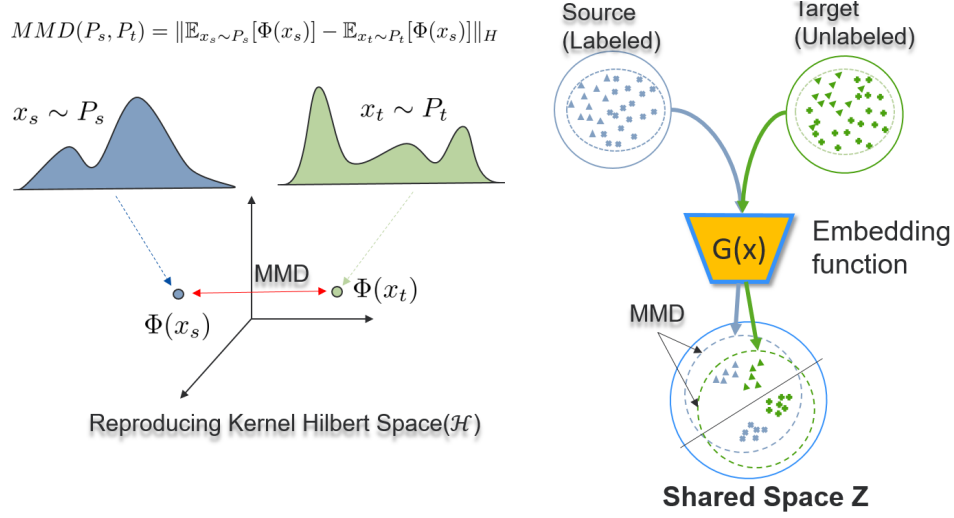 MMD(P_s, P_t) = ‖𝔼_{x_s∼P_s}[Φ(x_s)] − 𝔼_{x_t∼P_t}[Φ(x_s)]‖_H
x_s ∼ P_s
x_t ∼ P_t
MMD
Φ(x_s)
Φ(x_t)
Reproducing Kernel Hilbert Space(ℋ)
Source
(Labeled)
Target
(Unlabeled)
G(x)
Embedding
function
MMD
Shared Space Z